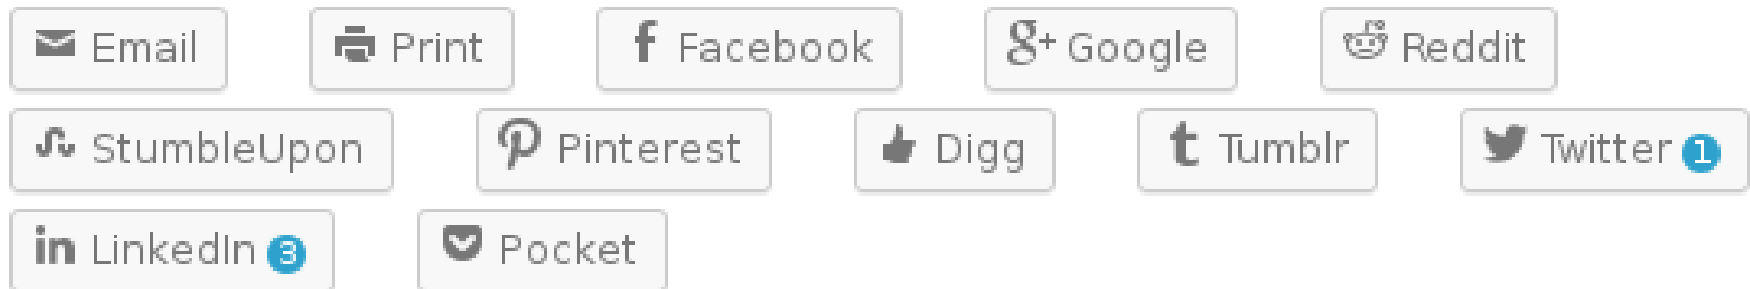 Email Print Facebook Google Reddit
StumbleUpon Pinterest Digg Tumblr Twitter 1
LinkedIn 3 Pocket